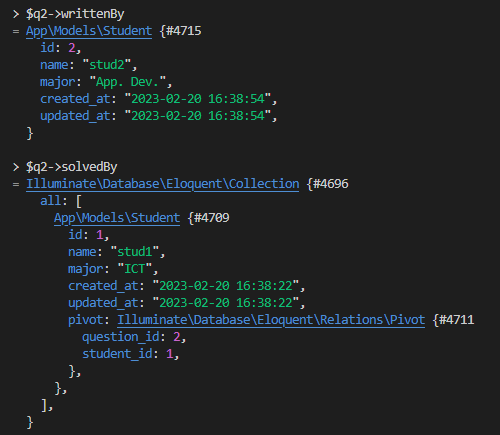 > $q2->writtenBy
= App\Models\Student {#4715
id: 2,
name: "stud2",
major: "App. Dev.",
created_at: "2023-02-20 16:38:54",
updated_at: "2023-02-20 16:38:54",
}
> $q2->solvedBy
= Illuminate\Database\Eloquent\Collection {#4696
all: [
App\Models\Student {#4709
id: 1,
name: "stud1",
major: "ICT",
created_at: "2023-02-20 16:38:22",
updated_at: "2023-02-20 16:38:22",
pivot: Illuminate\Database\Eloquent\Relations\Pivot {#4711
question_id: 2,
student_id: 1,
},
},
],
}